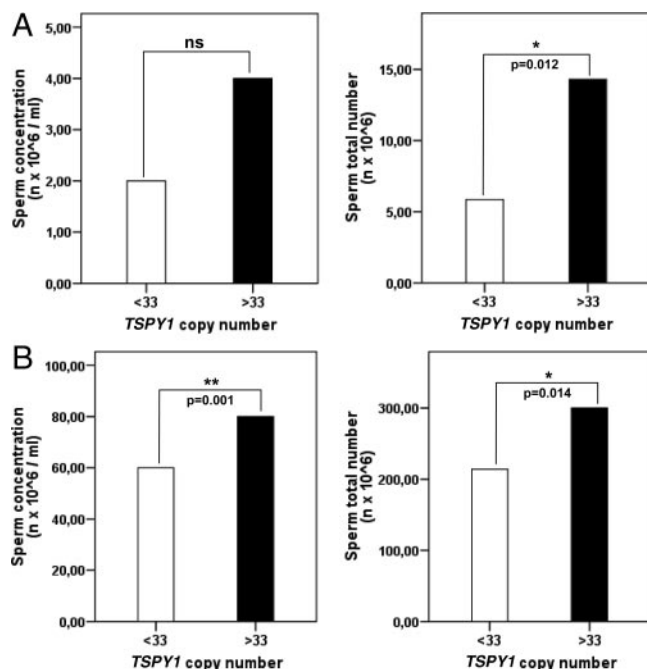 A
Sperm concentration
(n x 10^6 / ml)
5,00
4,00
3,00
2,00
1,00
0,00
ns
<33
>33
TSPY1 copy number
Sperm total number
(n x 10^6)
15,00
10,00
5,00
0,00
*
p=0.012
<33
>33
TSPY1 copy number
B
Sperm concentration
(n x 10^6 / ml)
100,00
80,00
60,00
40,00
20,00
0,00
**
p=0.001
<33
>33
TSPY1 copy number
Sperm total number
(n x 10^6)
300,00
200,00
100,00
0,00
*
p=0.014
<33
>33
TSPY1 copy number